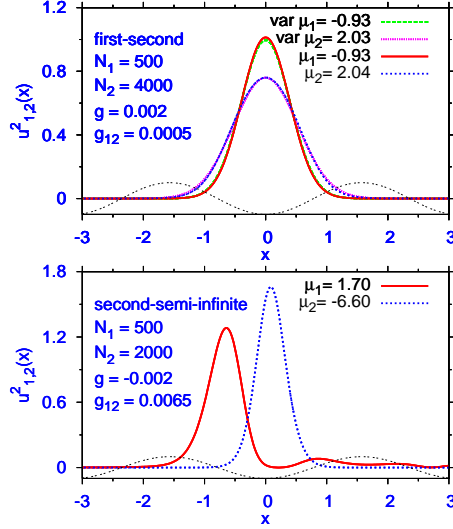 var μ1= -0.93
var μ2= 2.03
μ1= -0.93
μ2= 2.04
first-second
N1 = 500
N2 = 4000
g = 0.002
g12 = 0.0005
u²1,2(x)
1.2
0.8
0.4
0
-3 -2 -1 0 1 2 3
x
μ1= 1.70
μ2= -6.60
second-semi-infinite
N1 = 500
N2 = 2000
g = -0.002
g12 = 0.0065
u²1,2(x)
1.8
1.2
0.6
0
-3 -2 -1 0 1 2 3
x